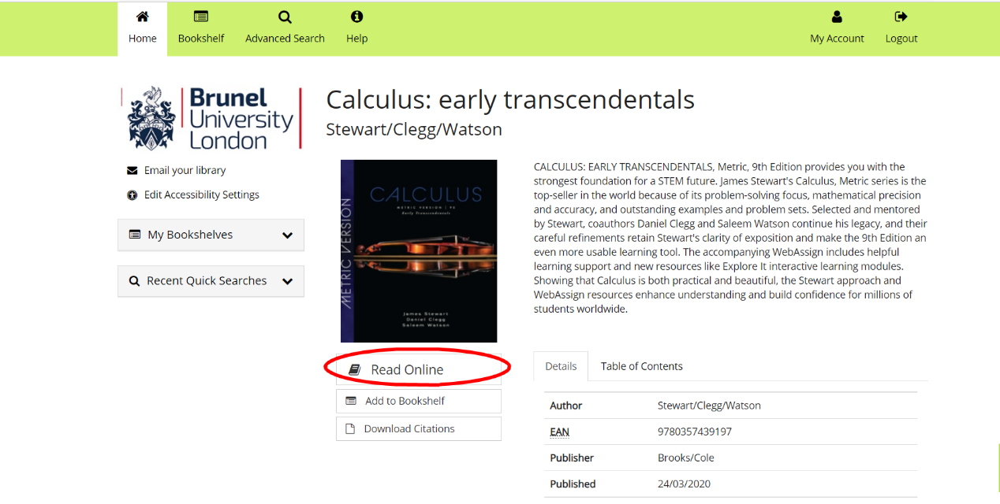 Home
Bookshelf
Advanced Search
Help
My Account
Logout
Brunel
University
London
Email your library
Edit Accessibility Settings
My Bookshelves
Recent Quick Searches
Calculus: early transcendentals
Stewart/Clegg/Watson
METRIC VERSION
CALCULUS
METRIC VERSION | 9E
Early Transcendentals
James Stewart
Daniel Clegg
Saleem Watson
Read Online
Add to Bookshelf
Download Citations
CALCULUS: EARLY TRANSCENDENTALS, Metric, 9th Edition provides you with the
strongest foundation for a STEM future. James Stewart's Calculus, Metric series is the
top-seller in the world because of its problem-solving focus, mathematical precision
and accuracy, and outstanding examples and problem sets. Selected and mentored
by Stewart, coauthors Daniel Clegg and Saleem Watson continue his legacy, and their
careful refinements retain Stewart's clarity of exposition and make the 9th Edition an
even more usable learning tool. The accompanying WebAssign includes helpful
learning support and new resources like Explore It interactive learning modules.
Showing that Calculus is both practical and beautiful, the Stewart approach and
WebAssign resources enhance understanding and build confidence for millions of
students worldwide.
Details
Table of Contents
Author Stewart/Clegg/Watson
EAN 9780357439197
Publisher Brooks/Cole
Published 24/03/2020